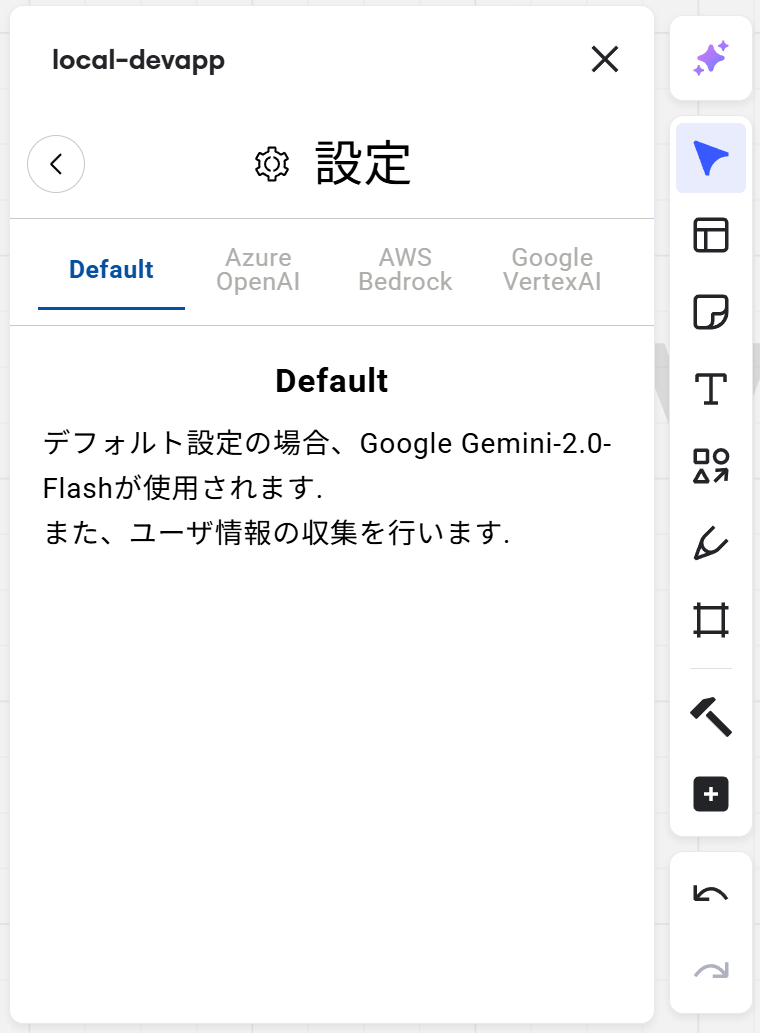 local-devapp
設定
Default
Azure
OpenAI
AWS
Bedrock
Google
VertexAI
Default
デフォルト設定の場合、Google Gemini-2.0-
Flashが使用されます.
また、ユーザ情報の収集を行います.